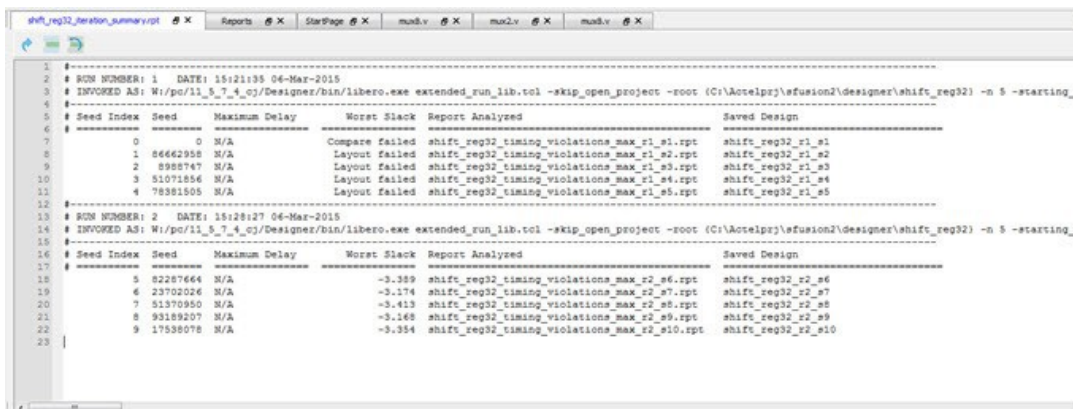 shift_reg32_iteration_summary.rpt Reports StartPage mux8.v mux2.v mux8.v
1 #----------
2 # RUN NUMBER: 1 DATE: 15:21:35 06-Mar-2015
3 # INVOKED AS: W:/pc/11_5_7_4_cj/Designer/bin/libero.exe extended_run_lib.tcl -skip_open_project -root {C:\Actelprj\sfusion2\designer\shift_reg32} -n 5 -starting_
4 #----------
5 # Seed Index Seed Maximum Delay Worst Slack Report Analyzed Saved Design
6 # ========== ======== ============= =========== =============== ============
7 0 0 N/A Compare failed shift_reg32_timing_violations_max_r1_s1.rpt shift_reg32_r1_s1
8 1 86662958 N/A Layout failed shift_reg32_timing_violations_max_r1_s2.rpt shift_reg32_r1_s2
9 2 8988747 N/A Layout failed shift_reg32_timing_violations_max_r1_s3.rpt shift_reg32_r1_s3
10 3 51071856 N/A Layout failed shift_reg32_timing_violations_max_r1_s4.rpt shift_reg32_r1_s4
11 4 78381505 N/A Layout failed shift_reg32_timing_violations_max_r1_s5.rpt shift_reg32_r1_s5
12 #----------
13 # RUN NUMBER: 2 DATE: 15:28:27 06-Mar-2015
14 # INVOKED AS: W:/pc/11_5_7_4_cj/Designer/bin/libero.exe extended_run_lib.tcl -skip_open_project -root {C:\Actelprj\sfusion2\designer\shift_reg32} -n 5 -starting_
15 #----------
16 # Seed Index Seed Maximum Delay Worst Slack Report Analyzed Saved Design
17 # ========== ======== ============= =========== =============== ============
18 5 82287664 N/A -3.389 shift_reg32_timing_violations_max_r2_s6.rpt shift_reg32_r2_s6
19 6 23702026 N/A -3.174 shift_reg32_timing_violations_max_r2_s7.rpt shift_reg32_r2_s7
20 7 51370950 N/A -3.413 shift_reg32_timing_violations_max_r2_s8.rpt shift_reg32_r2_s8
21 8 93189207 N/A -3.168 shift_reg32_timing_violations_max_r2_s9.rpt shift_reg32_r2_s9
22 9 17538078 N/A -3.354 shift_reg32_timing_violations_max_r2_s10.rpt shift_reg32_r2_s10
23